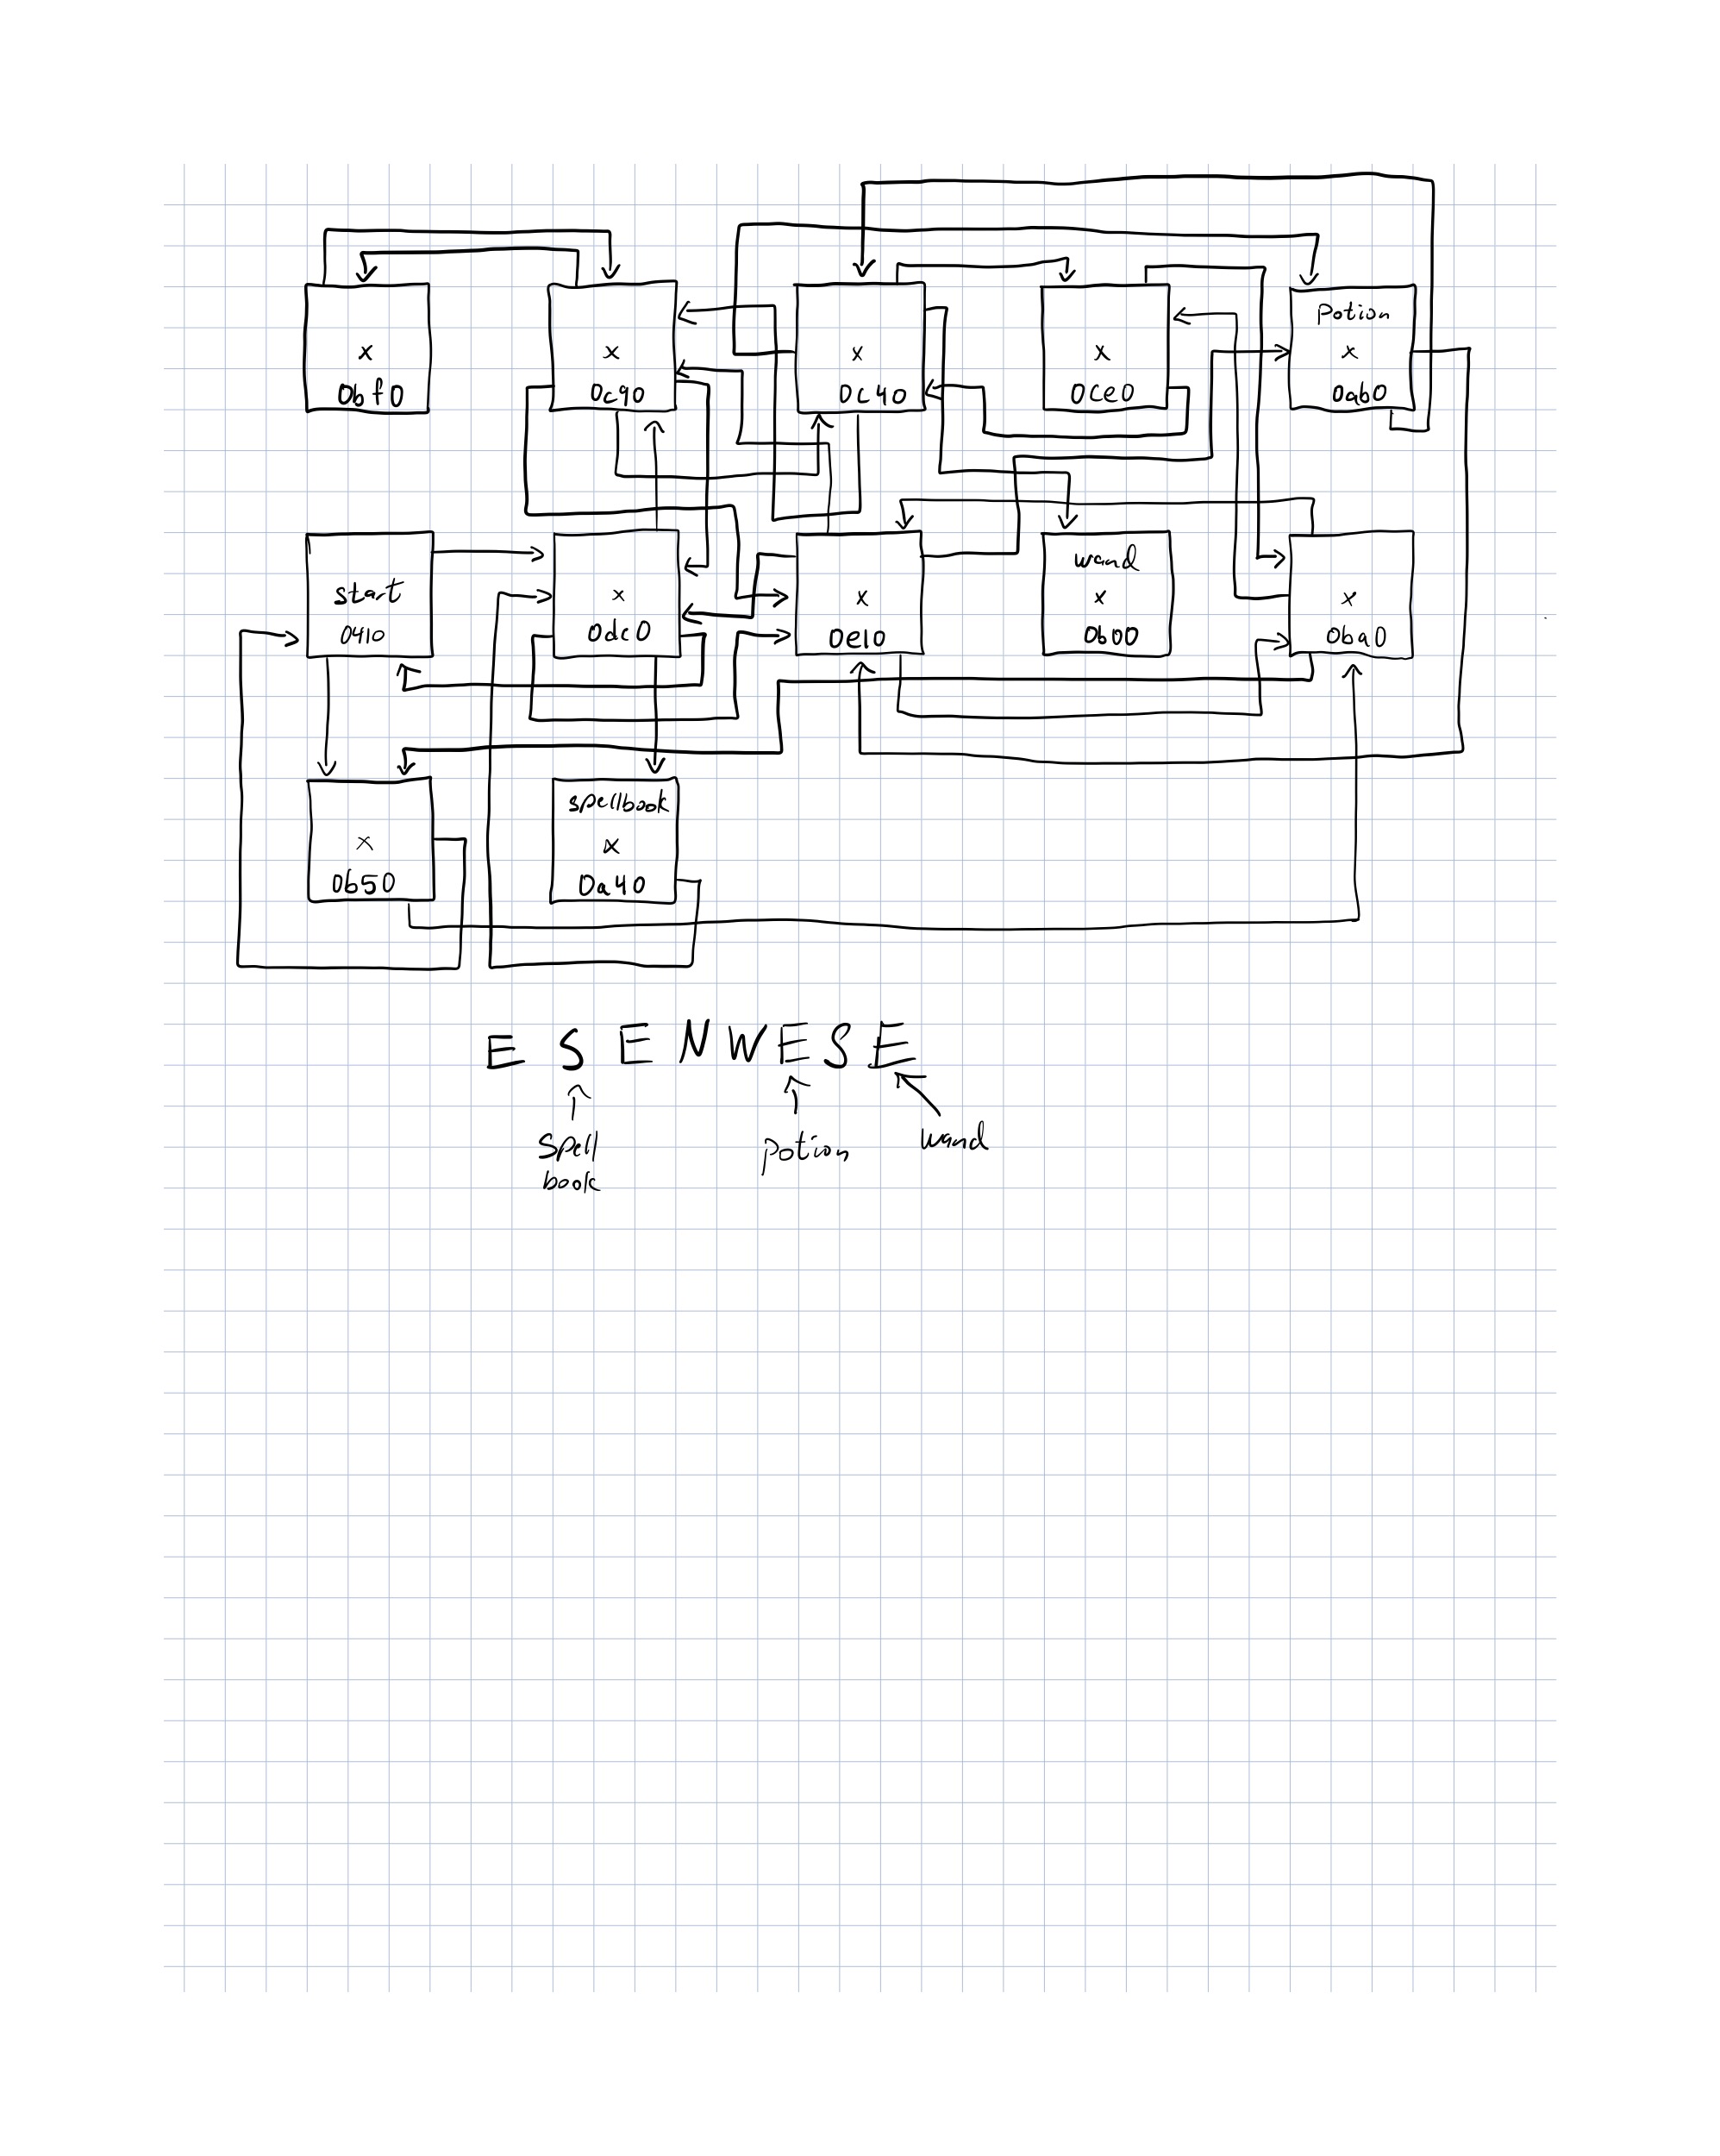 Potion
x
x
x
x
x
0bf0
0c90
0c40
0ce0
0ab0
wand
start
x
x
x
x
0410
0dc0
0e10
0b00
0ba0
spellbook
x
x
0b50
0a40
E S E N W E S E
spell
book
potion
wand